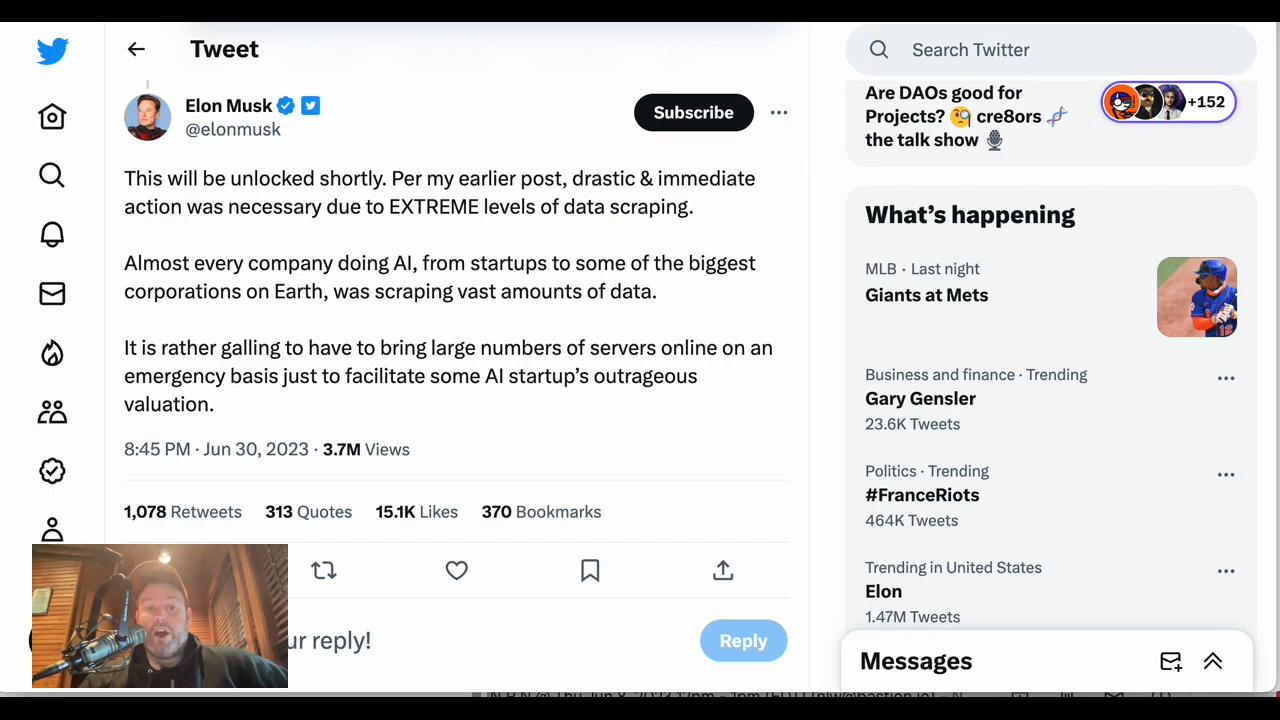 Tweet
Elon Musk
@elonmusk
Subscribe
This will be unlocked shortly. Per my earlier post, drastic & immediate
action was necessary due to EXTREME levels of data scraping.
Almost every company doing AI, from startups to some of the biggest
corporations on Earth, was scraping vast amounts of data.
It is rather galling to have to bring large numbers of servers online on an
emergency basis just to facilitate some AI startup’s outrageous
valuation.
8:45 PM · Jun 30, 2023 · 3.7M Views
1,078 Retweets 313 Quotes 15.1K Likes 370 Bookmarks
ur reply!
Reply
Search Twitter
Are DAOs good for
Projects? 🧐 cre8ors 🧬
the talk show 🎙️
+152
What’s happening
MLB · Last night
Giants at Mets
Business and finance · Trending
Gary Gensler
23.6K Tweets
Politics · Trending
#FranceRiots
464K Tweets
Trending in United States
Elon
1.47M Tweets
Messages